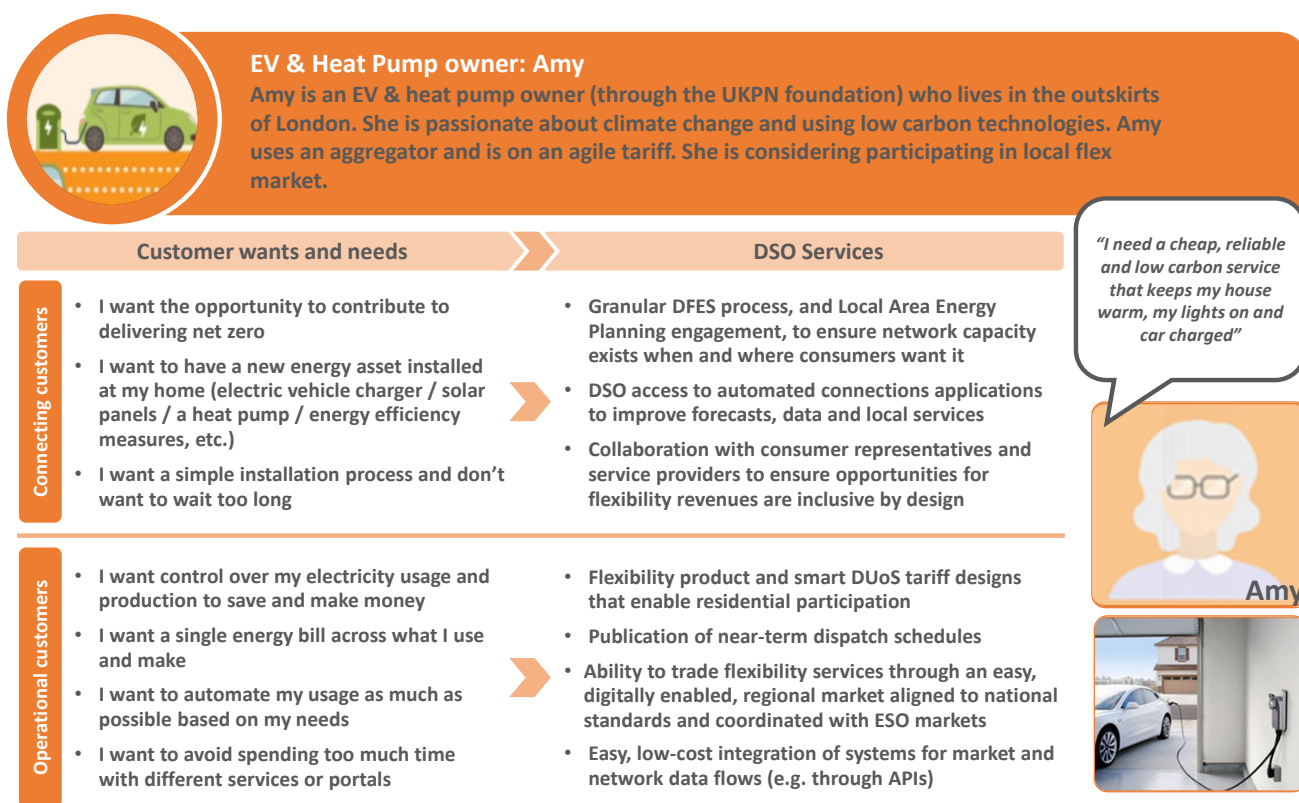 EV & Heat Pump owner: Amy
Amy is an EV & heat pump owner (through the UKPN foundation) who lives in the outskirts
of London. She is passionate about climate change and using low carbon technologies. Amy
uses an aggregator and is on an agile tariff. She is considering participating in local flex
market.
Customer wants and needs
DSO Services
"I need a cheap, reliable
and low carbon service
that keeps my house
warm, my lights on and
car charged"
Connecting customers
• I want the opportunity to contribute to
delivering net zero
• I want to have a new energy asset installed
at my home (electric vehicle charger / solar
panels / a heat pump / energy efficiency
measures, etc.)
• I want a simple installation process and don't
want to wait too long
• Granular DFES process, and Local Area Energy
Planning engagement, to ensure network capacity
exists when and where consumers want it
• DSO access to automated connections applications
to improve forecasts, data and local services
• Collaboration with consumer representatives and
service providers to ensure opportunities for
flexibility revenues are inclusive by design
Amy
Operational customers
• I want control over my electricity usage and
production to save and make money
• I want a single energy bill across what I use
and make
• I want to automate my usage as much as
possible based on my needs
• I want to avoid spending too much time
with different services or portals
• Flexibility product and smart DUoS tariff designs
that enable residential participation
• Publication of near-term dispatch schedules
• Ability to trade flexibility services through an easy,
digitally enabled, regional market aligned to national
standards and coordinated with ESO markets
• Easy, low-cost integration of systems for market and
network data flows (e.g. through APIs)